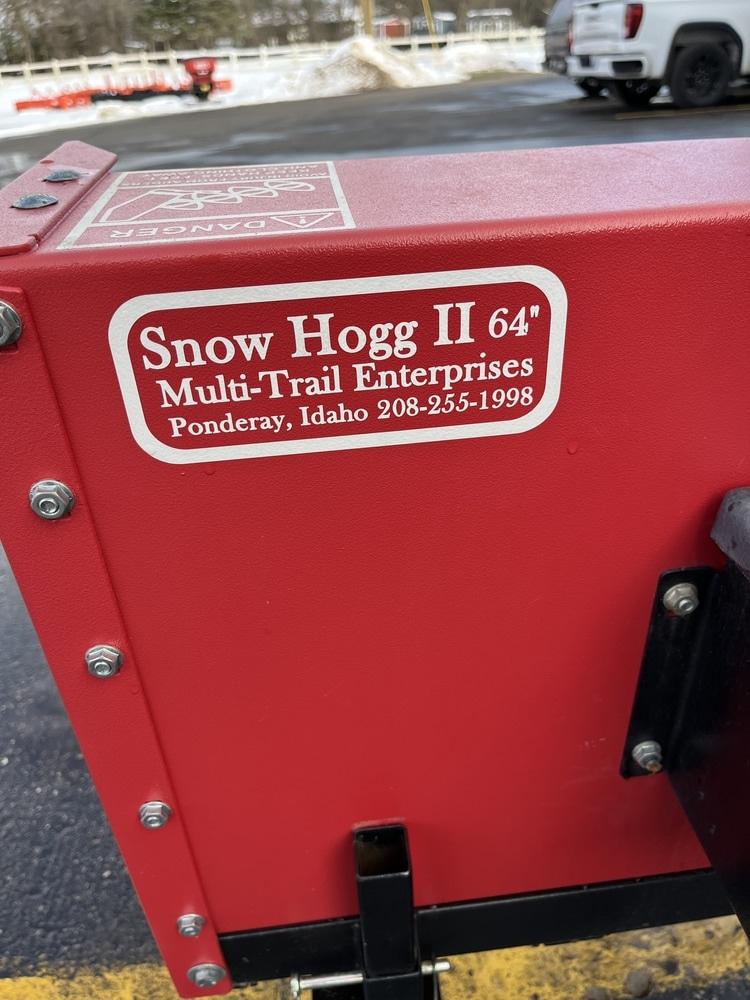 DANGER
Snow Hogg II 64"
Multi-Trail Enterprises
Ponderay, Idaho 208-255-1998